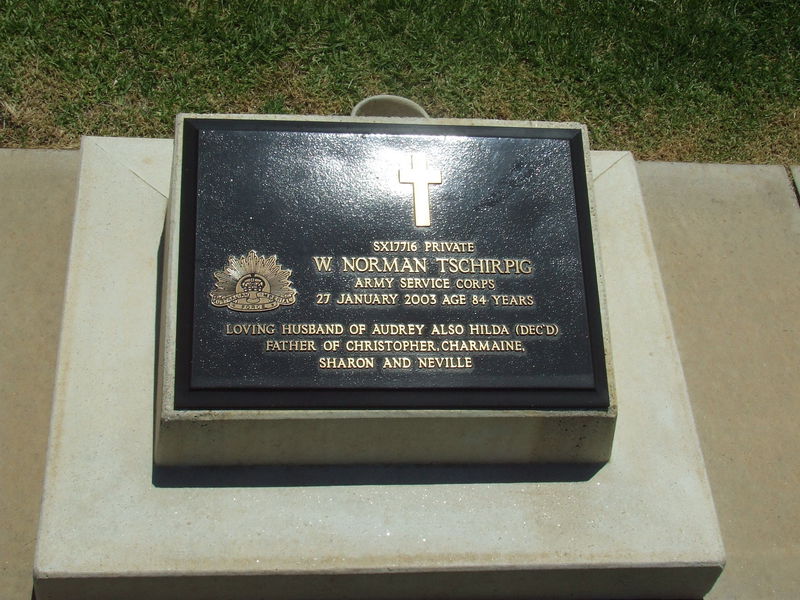 SX17716 PRIVATE
W. NORMAN TSCHIRPIG
ARMY SERVICE CORPS
27 JANUARY 2003 AGE 84 YEARS
LOVING HUSBAND OF AUDREY ALSO HILDA (DEC'D)
FATHER OF CHRISTOPHER, CHARMAINE,
SHARON AND NEVILLE